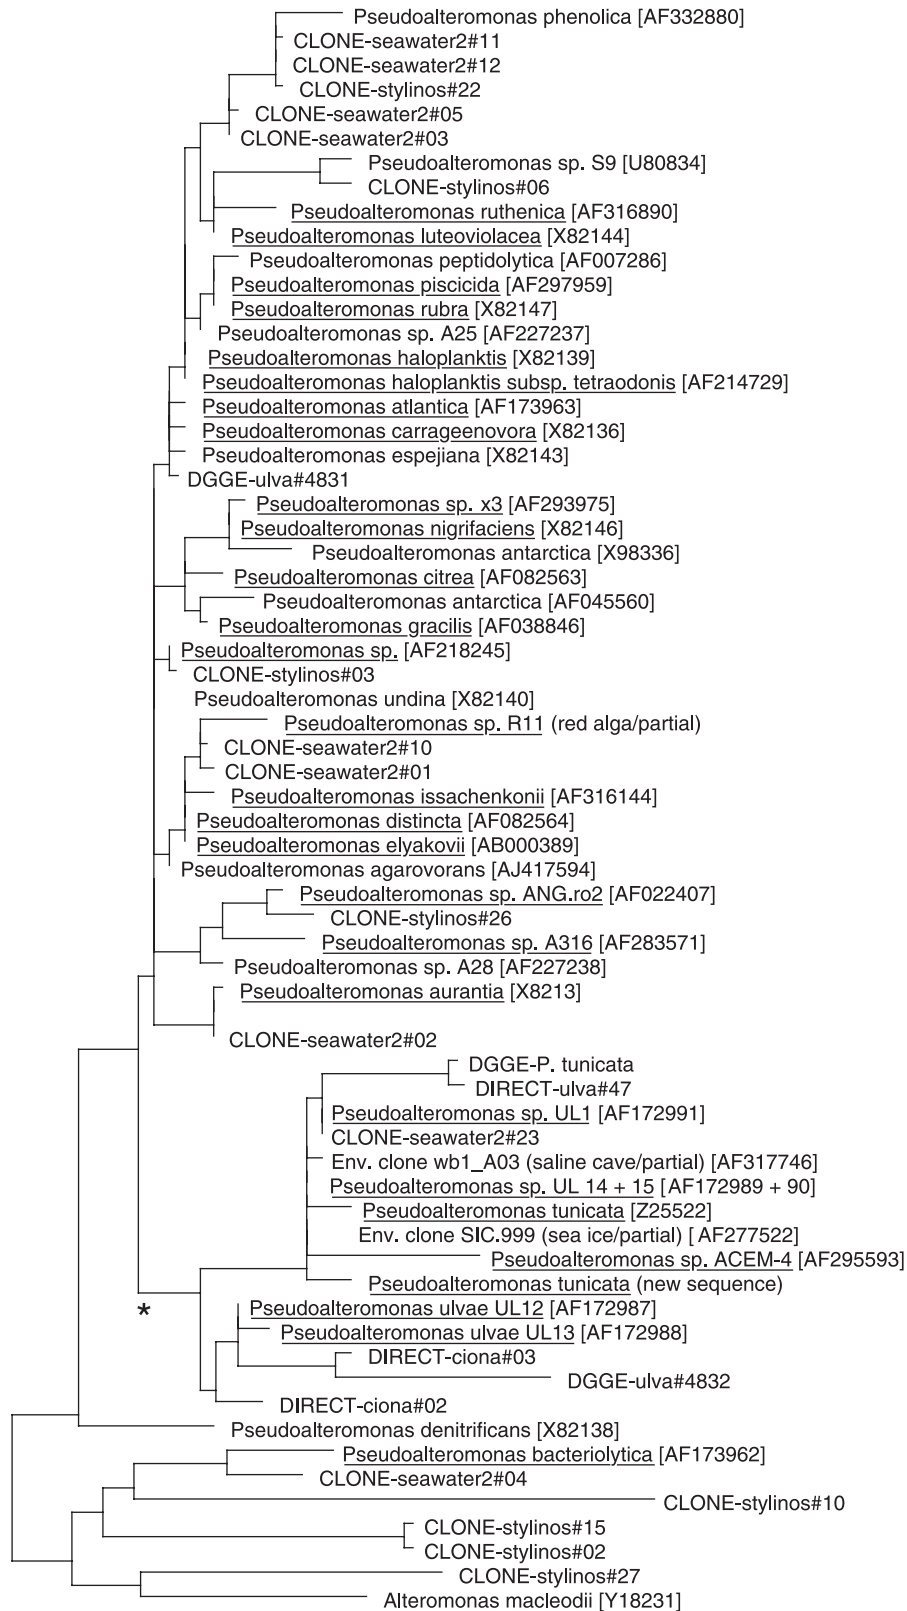 Pseudoalteromonas phenolica [AF332880]
CLONE-seawater2#11
CLONE-seawater2#12
CLONE-stylinos#22
CLONE-seawater2#05
CLONE-seawater2#03
Pseudoalteromonas sp. S9 [U80834]
CLONE-stylinos#06
Pseudoalteromonas ruthenica [AF316890]
Pseudoalteromonas luteoviolacea [X82144]
Pseudoalteromonas peptidolytica [AF007286]
Pseudoalteromonas piscicida [AF297959]
Pseudoalteromonas rubra [X82147]
Pseudoalteromonas sp. A25 [AF227237]
Pseudoalteromonas haloplanktis [X82139]
Pseudoalteromonas haloplanktis subsp. tetraodonis [AF214729]
Pseudoalteromonas atlantica [AF173963]
Pseudoalteromonas carrageenovora [X82136]
Pseudoalteromonas espejiana [X82143]
DGGE-ulva#4831
Pseudoalteromonas sp. x3 [AF293975]
Pseudoalteromonas nigrifaciens [X82146]
Pseudoalteromonas antarctica [X98336]
Pseudoalteromonas citrea [AF082563]
Pseudoalteromonas antarctica [AF045560]
Pseudoalteromonas gracilis [AF038846]
Pseudoalteromonas sp. [AF218245]
CLONE-stylinos#03
Pseudoalteromonas undina [X82140]
Pseudoalteromonas sp. R11 (red alga/partial)
CLONE-seawater2#10
CLONE-seawater2#01
Pseudoalteromonas issachenkonii [AF316144]
Pseudoalteromonas distincta [AF082564]
Pseudoalteromonas elyakovii [AB000389]
Pseudoalteromonas agarovorans [AJ417594]
Pseudoalteromonas sp. ANG.ro2 [AF022407]
CLONE-stylinos#26
Pseudoalteromonas sp. A316 [AF283571]
Pseudoalteromonas sp. A28 [AF227238]
Pseudoalteromonas aurantia [X8213]
CLONE-seawater2#02
DGGE-P. tunicata
DIRECT-ulva#47
Pseudoalteromonas sp. UL1 [AF172991]
CLONE-seawater2#23
Env. clone wb1_A03 (saline cave/partial) [AF317746]
Pseudoalteromonas sp. UL 14 + 15 [AF172989 + 90]
Pseudoalteromonas tunicata [Z25522]
Env. clone SIC.999 (sea ice/partial) [ AF277522]
Pseudoalteromonas sp. ACEM-4 [AF295593]
Pseudoalteromonas tunicata (new sequence)
*
Pseudoalteromonas ulvae UL12 [AF172987]
Pseudoalteromonas ulvae UL13 [AF172988]
DIRECT-ciona#03
DGGE-ulva#4832
DIRECT-ciona#02
Pseudoalteromonas denitrificans [X82138]
Pseudoalteromonas bacteriolytica [AF173962]
CLONE-seawater2#04
CLONE-stylinos#10
CLONE-stylinos#15
CLONE-stylinos#02
CLONE-stylinos#27
Alteromonas macleodii [Y18231]